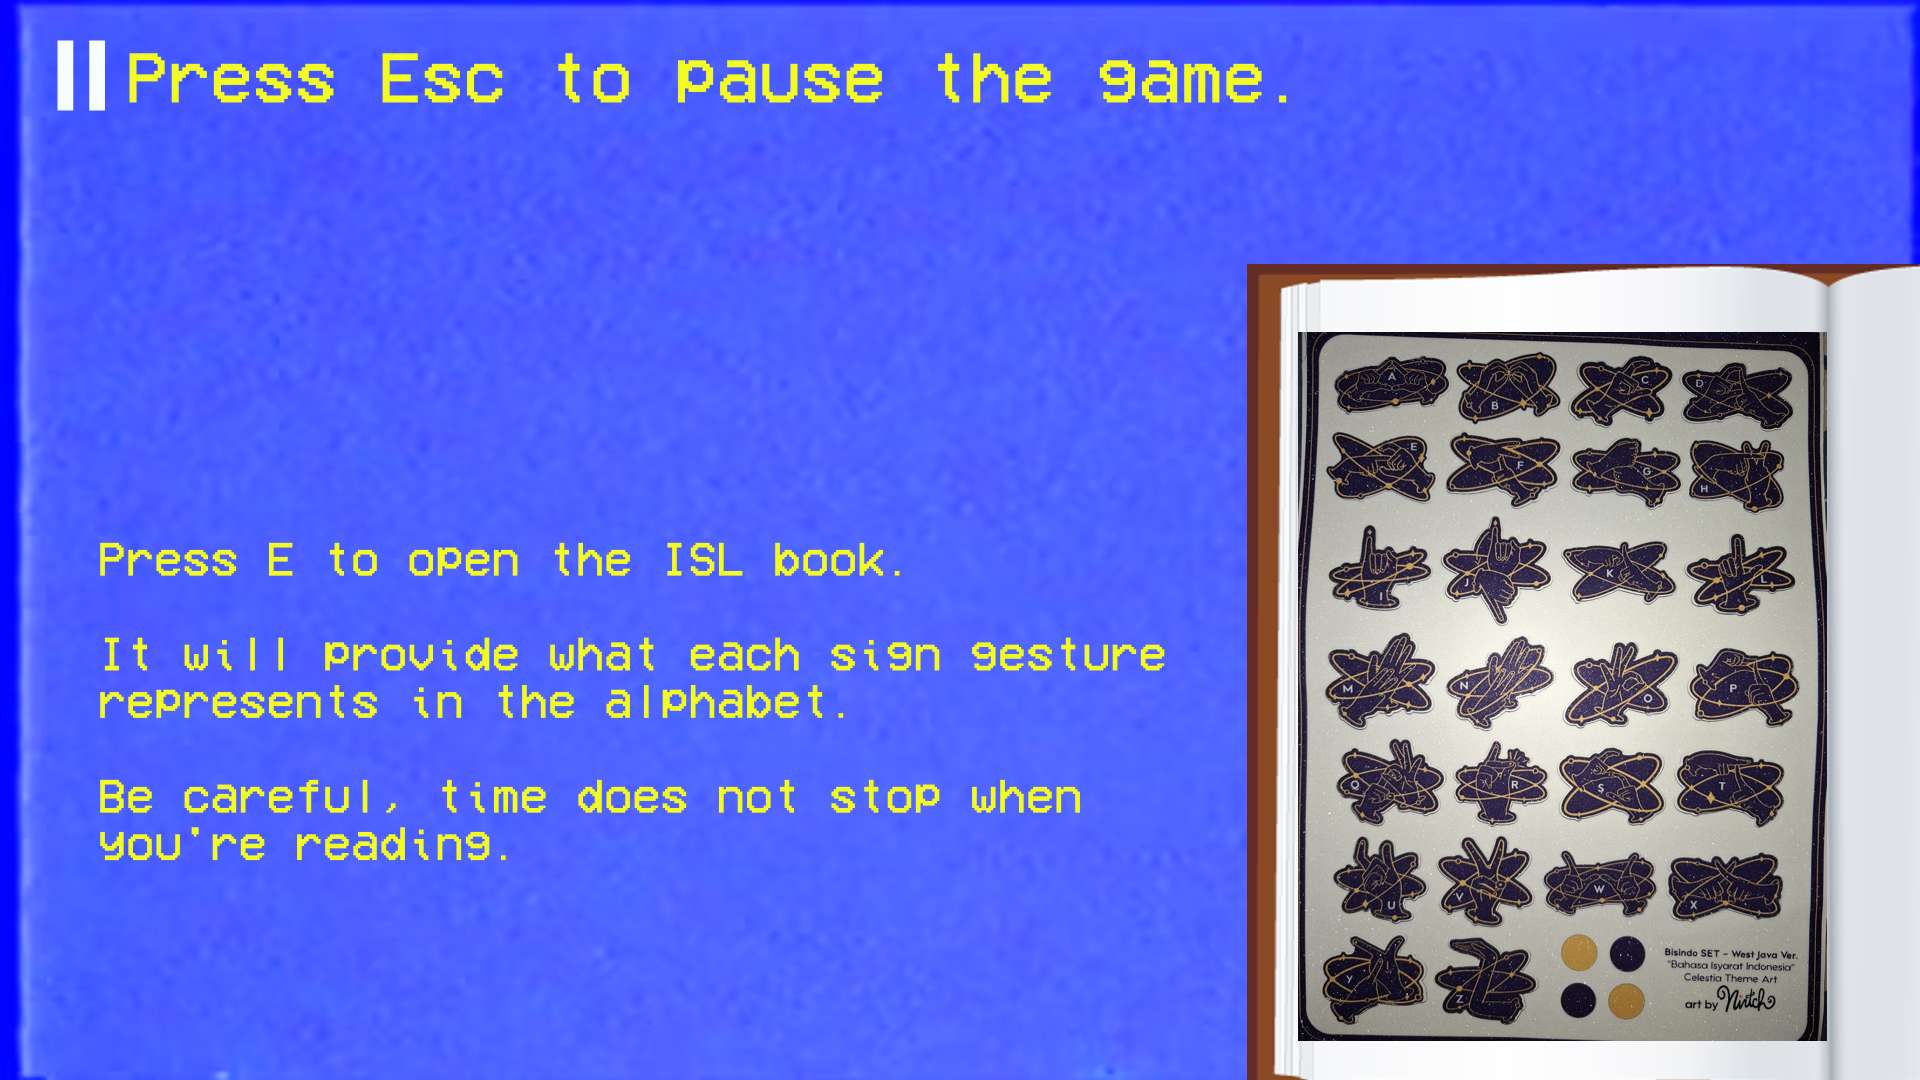 Press Esc to pause the game.
Press E to open the ISL book.
It will provide what each sign gesture
represents in the alphabet.
Be careful, time does not stop when
you're reading.
A B C D
E F G H
I J K L
M N O P
Q R S T
U V W X
Y Z
Bisindo SET - West Java Ver.
"Bahasa Isyarat Indonesia"
Celestia Theme Art
art by Nivitch